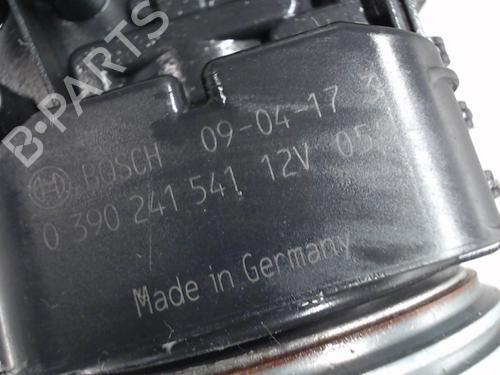 B-PARTS
BOSCH 09-04-17
0 390 241 541 12V
Made in Germany